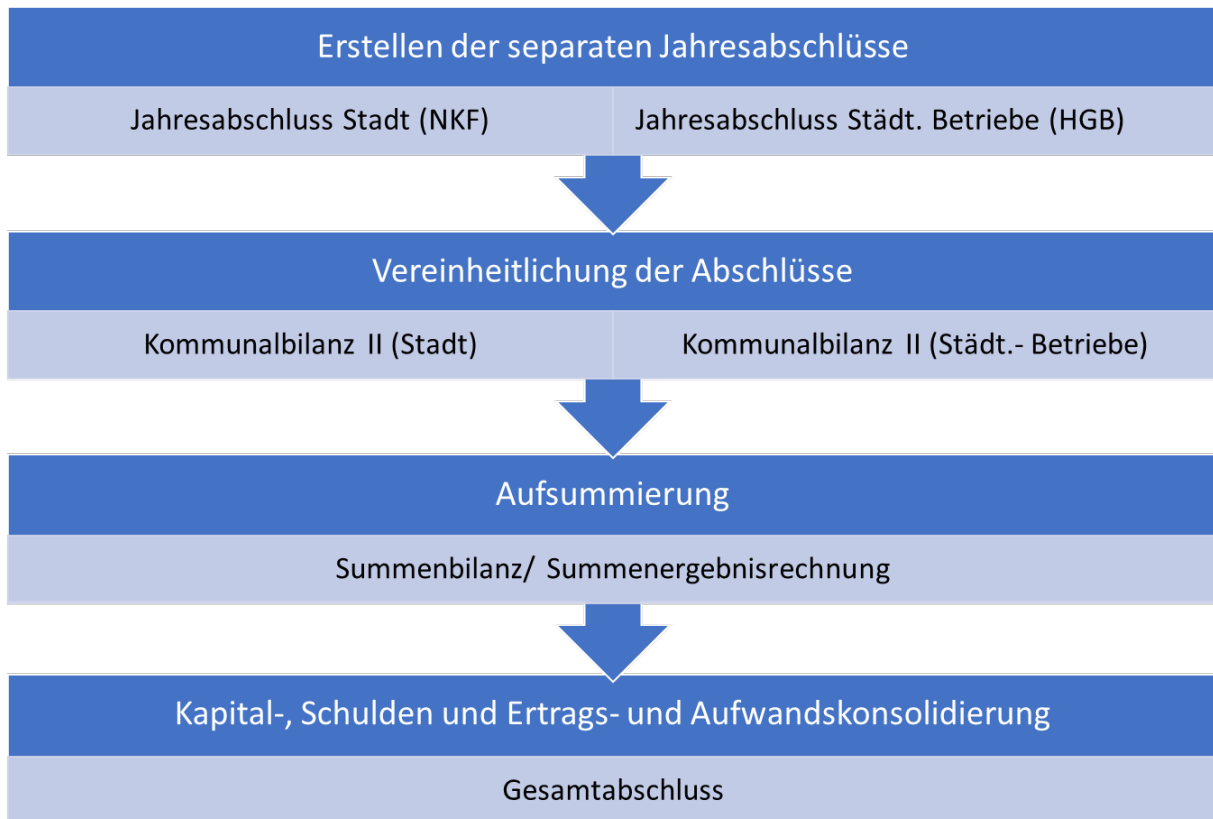 Erstellen der separaten Jahresabschlüsse
Jahresabschluss Stadt (NKF)
Jahresabschluss Städt. Betriebe (HGB)
Vereinheitlichung der Abschlüsse
Kommunalbilanz II (Stadt)
Kommunalbilanz II (Städt.- Betriebe)
Aufsummierung
Summenbilanz/ Summenergebnisrechnung
Kapital-, Schulden und Ertrags- und Aufwandskonsolidierung
Gesamtabschluss